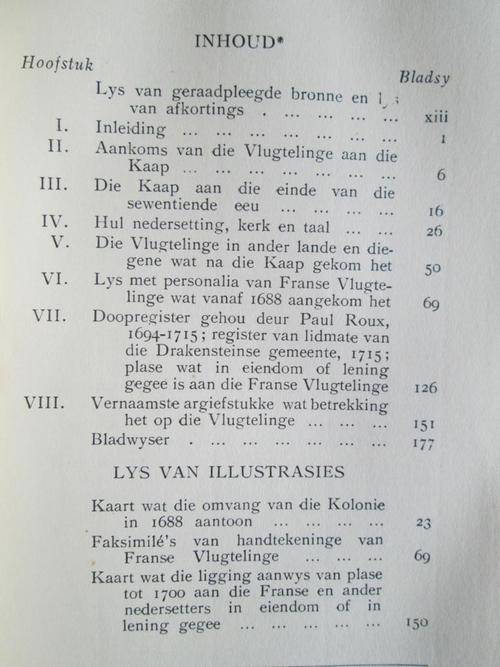 INHOUD*
Hoofstuk
Bladsy
Lys van geraadpleegde bronne en
van afkortings . ... ... ... ... xiii
I. Inleiding ... ... ... ... ... ... ... 1
II. Aankoms van die Vlugtelinge aan die
Kaap ... ... ... ... ... ... ... 6
III. Die Kaap aan die einde van die
sewentiende eeu ... ... ... ... 16
IV. Hul nedersetting, kerk en taal ... ... 26
V. Die Vlugtelinge in ander lande en die-
gene wat na die Kaap gekom het 50
VI. Lys met personalia van Franse Vlugte-
linge wat vanaf 1688 aangekom het 69
VII. Doopregister gehou deur Paul Roux,
1694-1715; register van lidmate van
die Drakensteinse gemeente, 1715;
plase wat in eiendom of lening
gegee is aan die Franse Vlugtelinge 126
VIII. Vernaamste argiefstukke wat betrekking
het op die Vlugtelinge ... ... ... 151
Bladwyser . ... ... ... ... ... 177
LYS VAN ILLUSTRASIES
Kaart wat die omvang van die Kolonie
in 1688 aantoon ... ... ... ... 23
Faksimilé's van handtekeninge van
Franse Vlugtelinge ... ... ... 69
Kaart wat die ligging aanwys van plase
tot 1700 aan die Franse en ander
nedersetters in eiendom of in
lening gegee ... ... ... ... ... 150